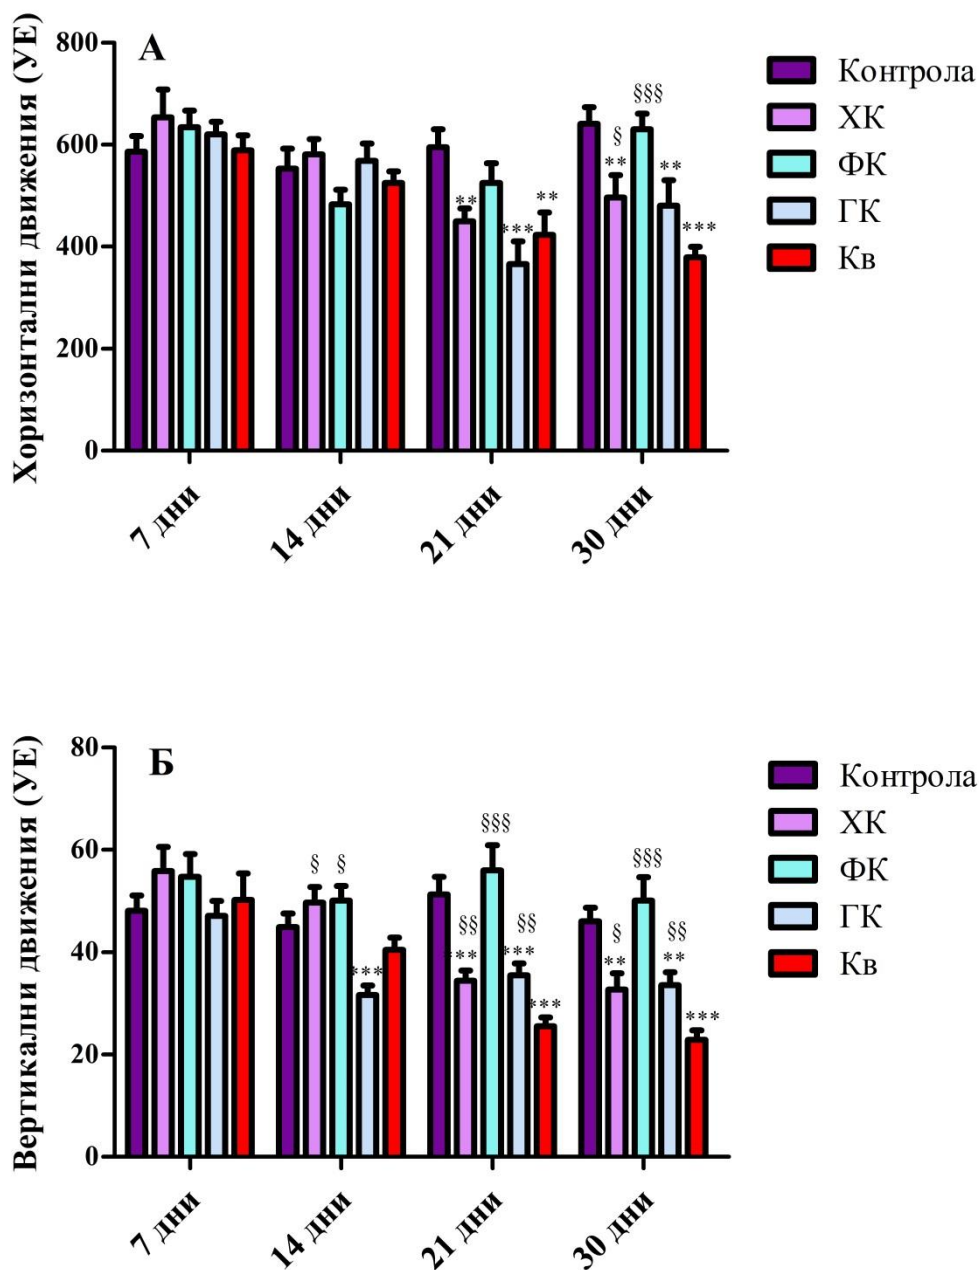 Хоризонтални движения (УЕ)
800
600
400
200
0
А
§
**
§§§
**
***
**
***
**
7 дни
14 дни
21 дни
30 дни
Контрола
ХК
ФК
ГК
Кв
Вертикални движения (УЕ)
80
60
40
20
0
Б
§
§
***
§§
***
§§§
§§
***
***
§
**
§§§
§§
**
***
7 дни
14 дни
21 дни
30 дни
Контрола
ХК
ФК
ГК
Кв